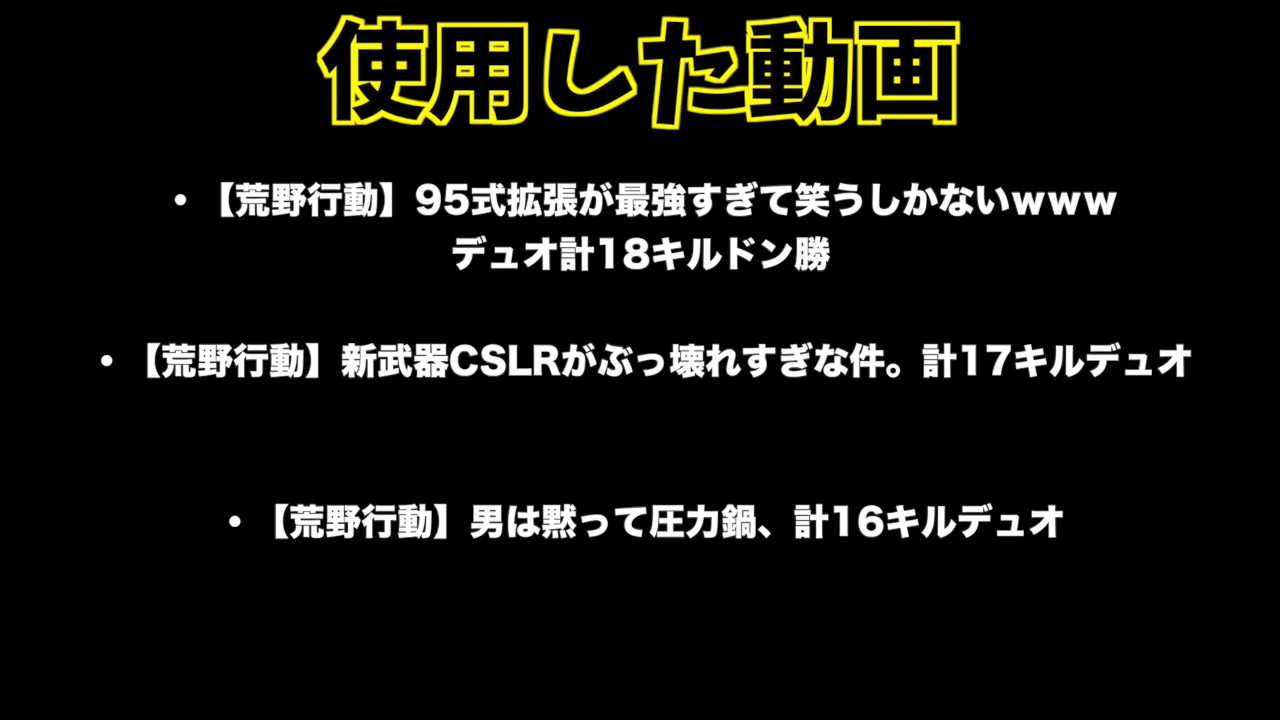 使用した動画
・【荒野行動】95式拡張が最強すぎて笑うしかないwww
デュオ計18キルドン勝
・【荒野行動】新武器CSLRがぶっ壊れすぎな件。計17キルデュオ
・【荒野行動】男は黙って圧力鍋、計16キルデュオ